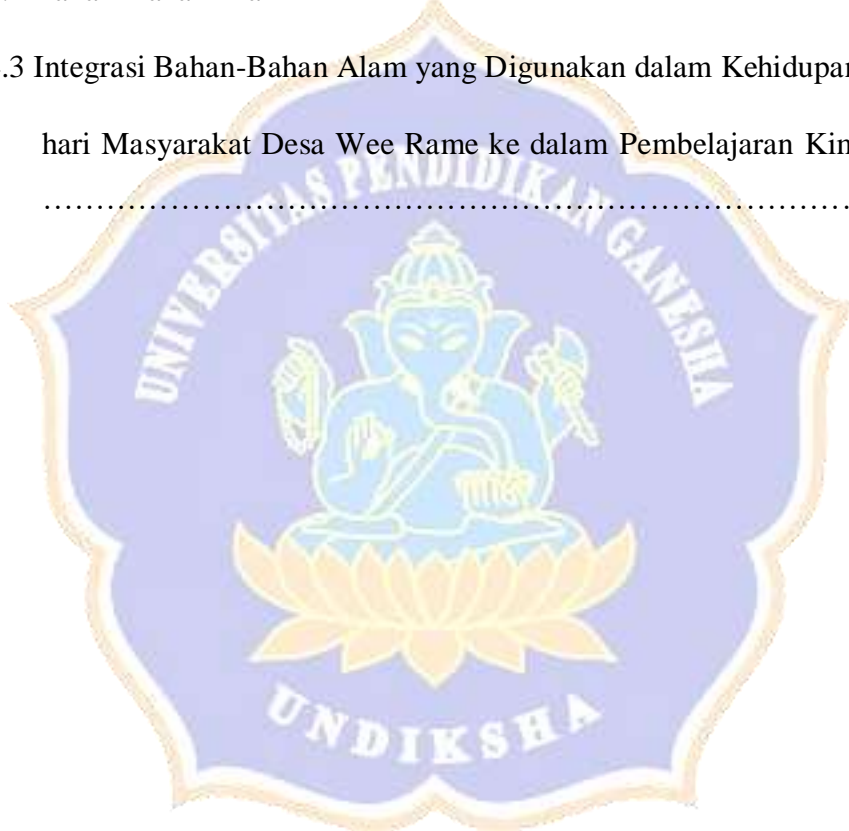 .3 Integrasi Bahan-Bahan Alam yang Digunakan dalam Kehidupan
hari Masyarakat Desa Wee Rame ke dalam Pembelajaran Kim
……………………………………………………………………
UNIVERSITAS PENDIDIKAN GANESHA
UNDIKSHA